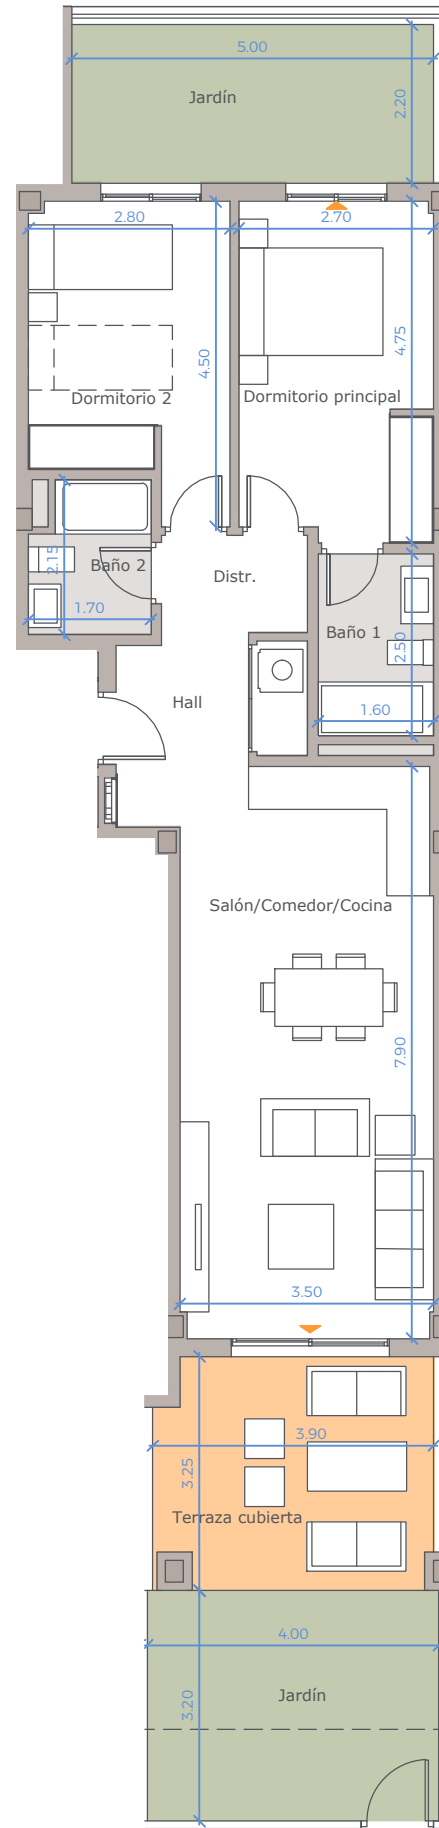 5.00
Jardín
2.20
2.80
2.70
4.50
4.75
Dormitorio 2
Dormitorio principal
2.15
Baño 2
Distr.
1.70
Baño 1
2.50
Hall
1.60
Salón/Comedor/Cocina
7.90
3.50
3.90
3.25
Terraza cubierta
4.00
Jardín
3.20